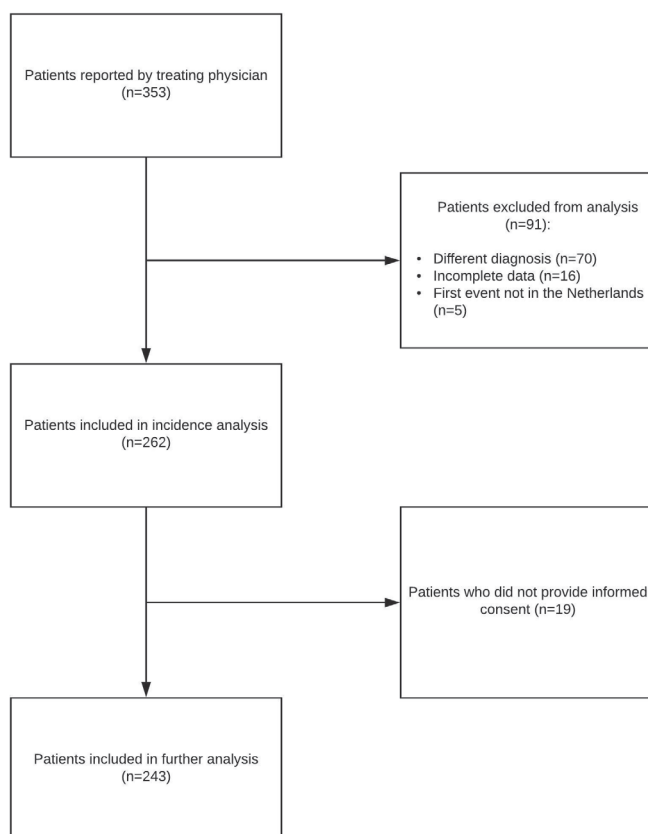 Patients reported by treating physician
(n=353)
Patients excluded from analysis
(n=91):
• Different diagnosis (n=70)
• Incomplete data (n=16)
• First event not in the Netherlands
(n=5)
Patients included in incidence analysis
(n=262)
Patients who did not provide informed
consent (n=19)
Patients included in further analysis
(n=243)